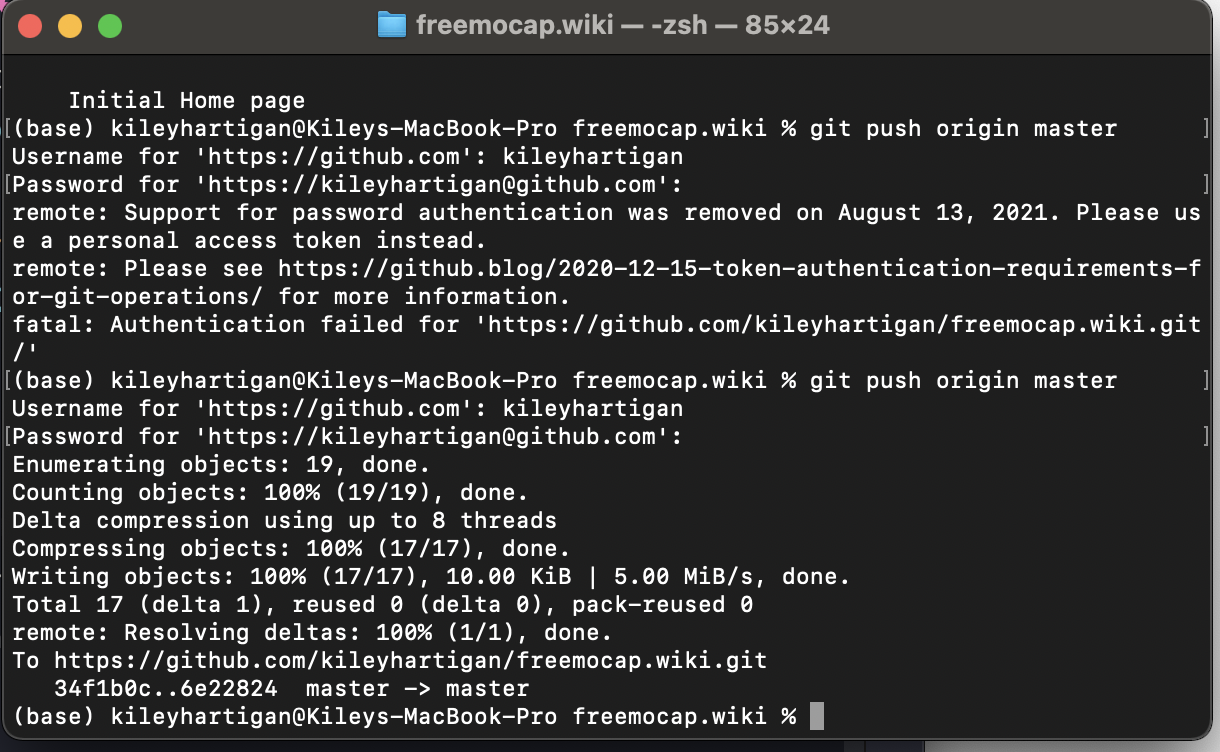 freemocap.wiki — -zsh — 85×24
Initial Home page
[(base) kileyhartigan@Kileys-MacBook-Pro freemocap.wiki % git push origin master ]
Username for 'https://github.com': kileyhartigan
[Password for 'https://kileyhartigan@github.com': ]
remote: Support for password authentication was removed on August 13, 2021. Please us
e a personal access token instead.
remote: Please see https://github.blog/2020-12-15-token-authentication-requirements-f
or-git-operations/ for more information.
fatal: Authentication failed for 'https://github.com/kileyhartigan/freemocap.wiki.git
/'
[(base) kileyhartigan@Kileys-MacBook-Pro freemocap.wiki % git push origin master ]
Username for 'https://github.com': kileyhartigan
[Password for 'https://kileyhartigan@github.com': ]
Enumerating objects: 19, done.
Counting objects: 100% (19/19), done.
Delta compression using up to 8 threads
Compressing objects: 100% (17/17), done.
Writing objects: 100% (17/17), 10.00 KiB | 5.00 MiB/s, done.
Total 17 (delta 1), reused 0 (delta 0), pack-reused 0
remote: Resolving deltas: 100% (1/1), done.
To https://github.com/kileyhartigan/freemocap.wiki.git
34f1b0c..6e22824  master -> master
(base) kileyhartigan@Kileys-MacBook-Pro freemocap.wiki %